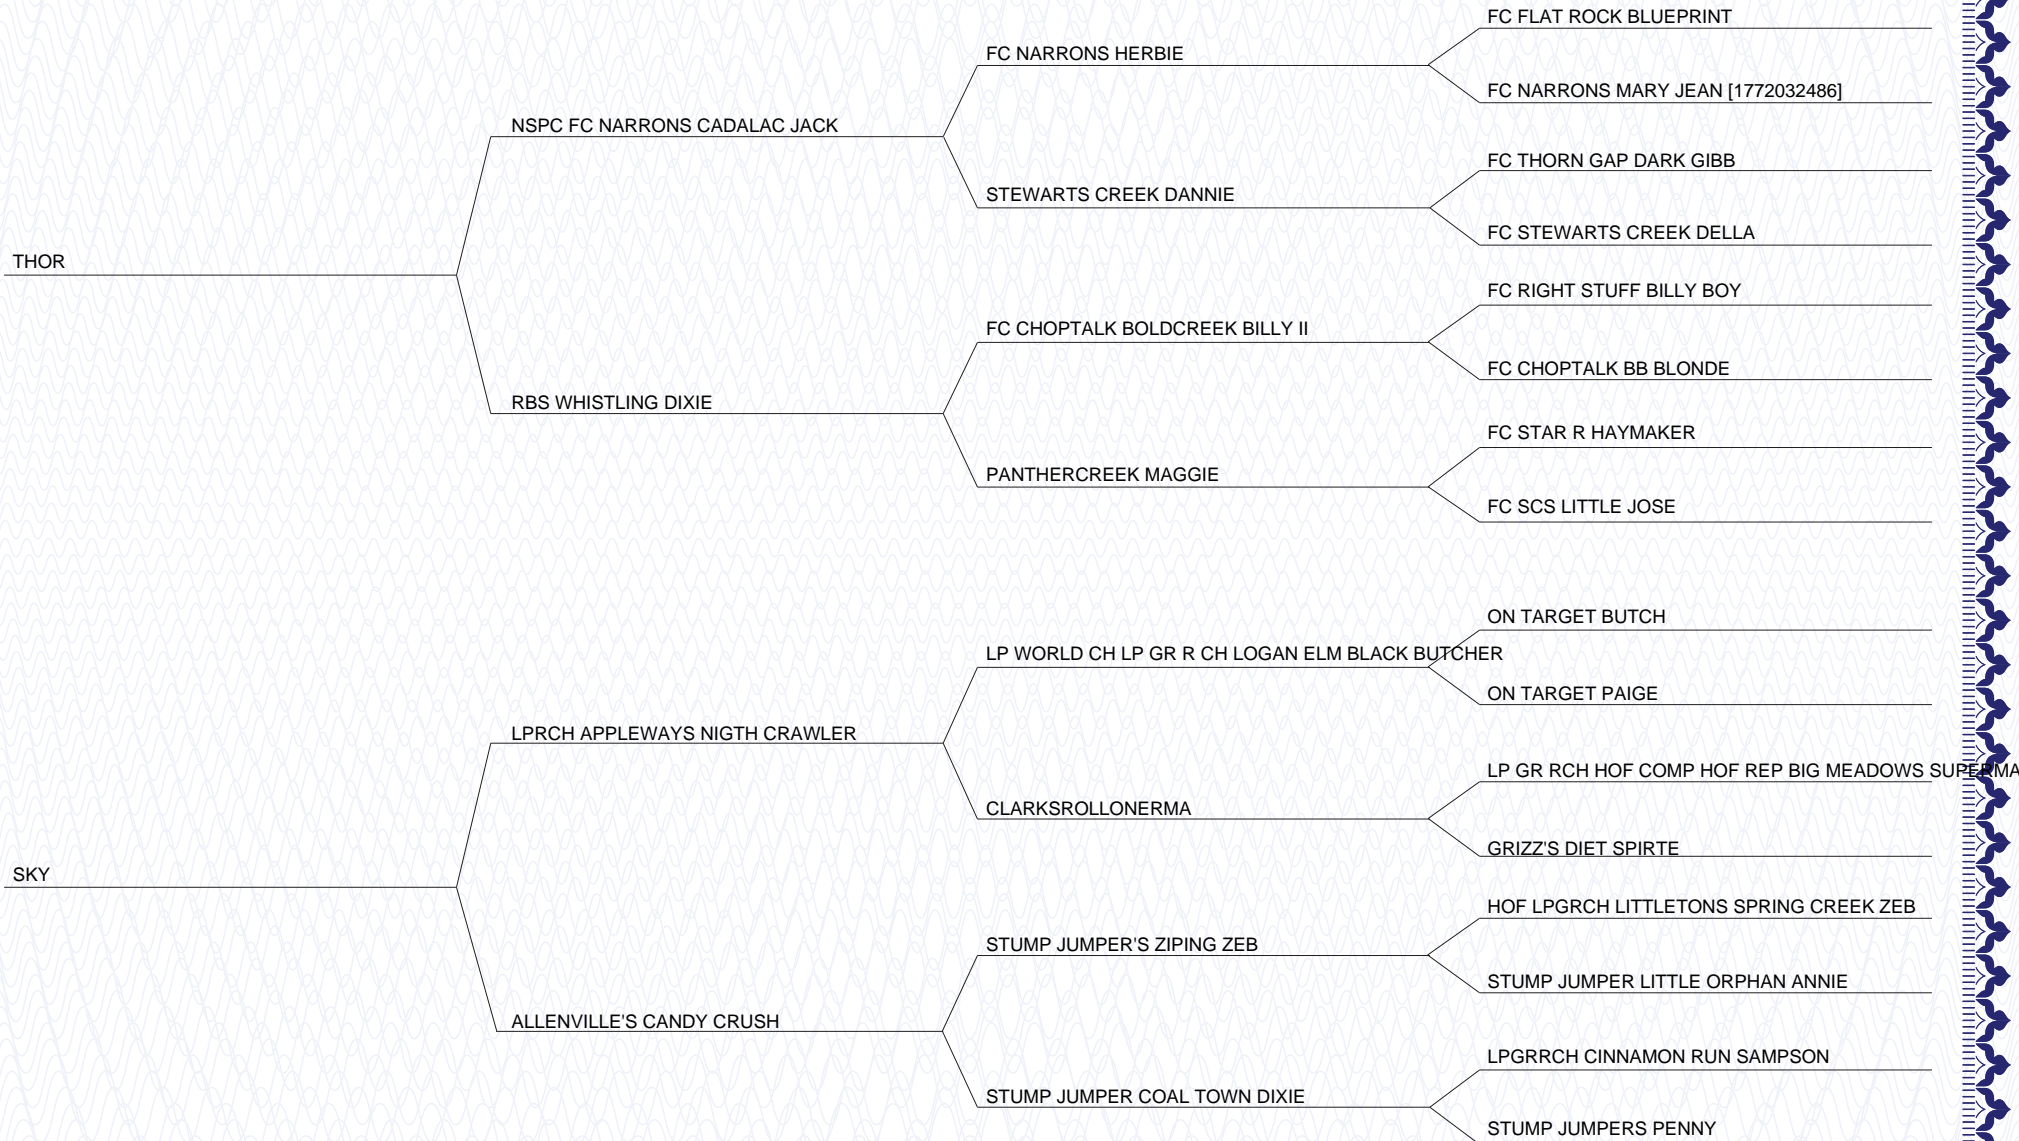 FC FLAT ROCK BLUEPRINT
FC NARRONS HERBIE
FC NARRONS MARY JEAN [1772032486]
NSPC FC NARRONS CADALAC JACK
FC THORN GAP DARK GIBB
STEWARTS CREEK DANNIE
FC STEWARTS CREEK DELLA
THOR
FC RIGHT STUFF BILLY BOY
FC CHOPTALK BOLDCREEK BILLY II
FC CHOPTALK BB BLONDE
RBS WHISTLING DIXIE
FC STAR R HAYMAKER
PANTHERCREEK MAGGIE
FC SCS LITTLE JOSE
ON TARGET BUTCH
LP WORLD CH LP GR R CH LOGAN ELM BLACK BUTCHER
ON TARGET PAIGE
LPRCH APPLEWAYS NIGTH CRAWLER
LP GR RCH HOF COMP HOF REP BIG MEADOWS SUPERMA
CLARKSROLLONERMA
GRIZZ'S DIET SPIRTE
SKY
HOF LPGRCH LITTLETONS SPRING CREEK ZEB
STUMP JUMPER'S ZIPING ZEB
STUMP JUMPER LITTLE ORPHAN ANNIE
ALLENVILLE'S CANDY CRUSH
LPGRRCH CINNAMON RUN SAMPSON
STUMP JUMPER COAL TOWN DIXIE
STUMP JUMPERS PENNY